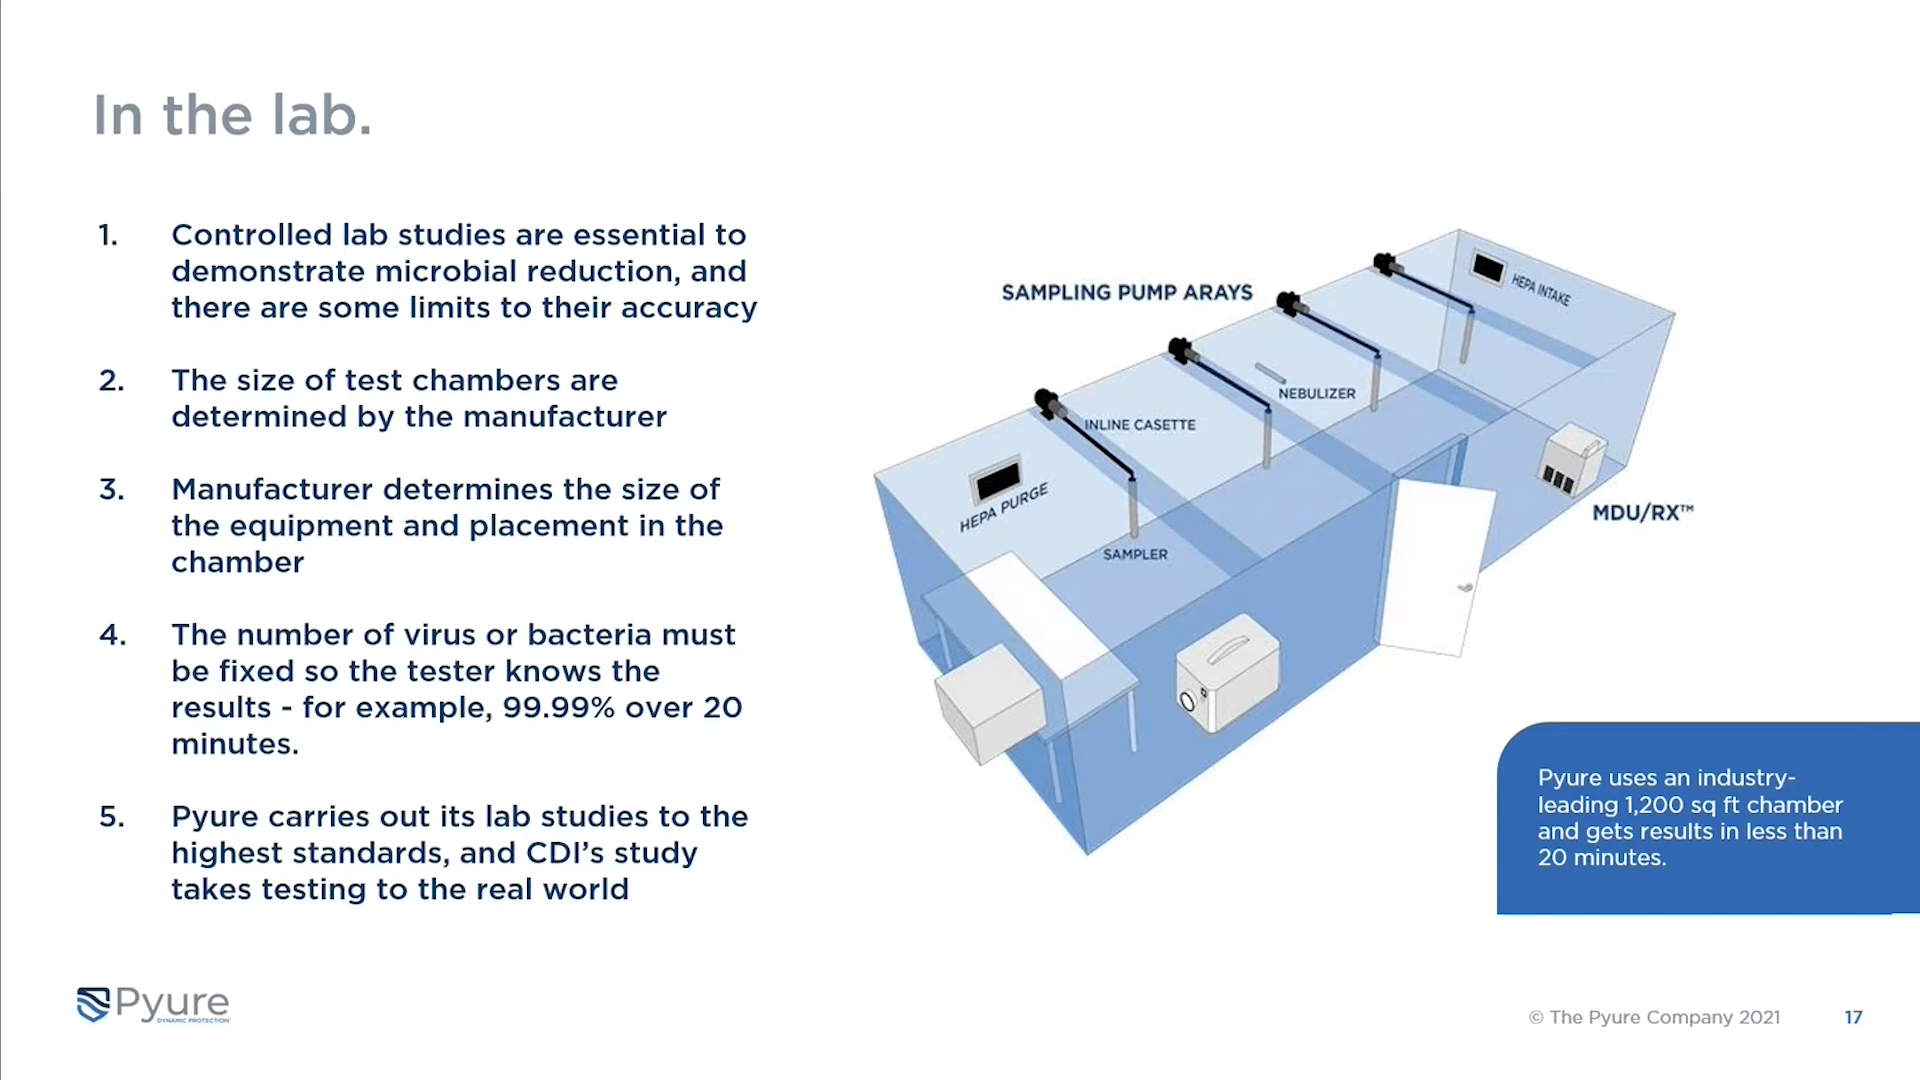 In the lab.
1. Controlled lab studies are essential to
demonstrate microbial reduction, and
there are some limits to their accuracy
2. The size of test chambers are
determined by the manufacturer
3. Manufacturer determines the size of
the equipment and placement in the
chamber
4. The number of virus or bacteria must
be fixed so the tester knows the
results - for example, 99.99% over 20
minutes.
5. Pyure carries out its lab studies to the
highest standards, and CDI's study
takes testing to the real world
SAMPLING PUMP ARAYS
HEPA INTAKE
NEBULIZER
INLINE CASETTE
HEPA PURGE
SAMPLER
MDU/RX™
Pyure uses an industry-
leading 1,200 sq ft chamber
and gets results in less than
20 minutes.
Pyure
DYNAMIC PROTECTION
© The Pyure Company 2021
17